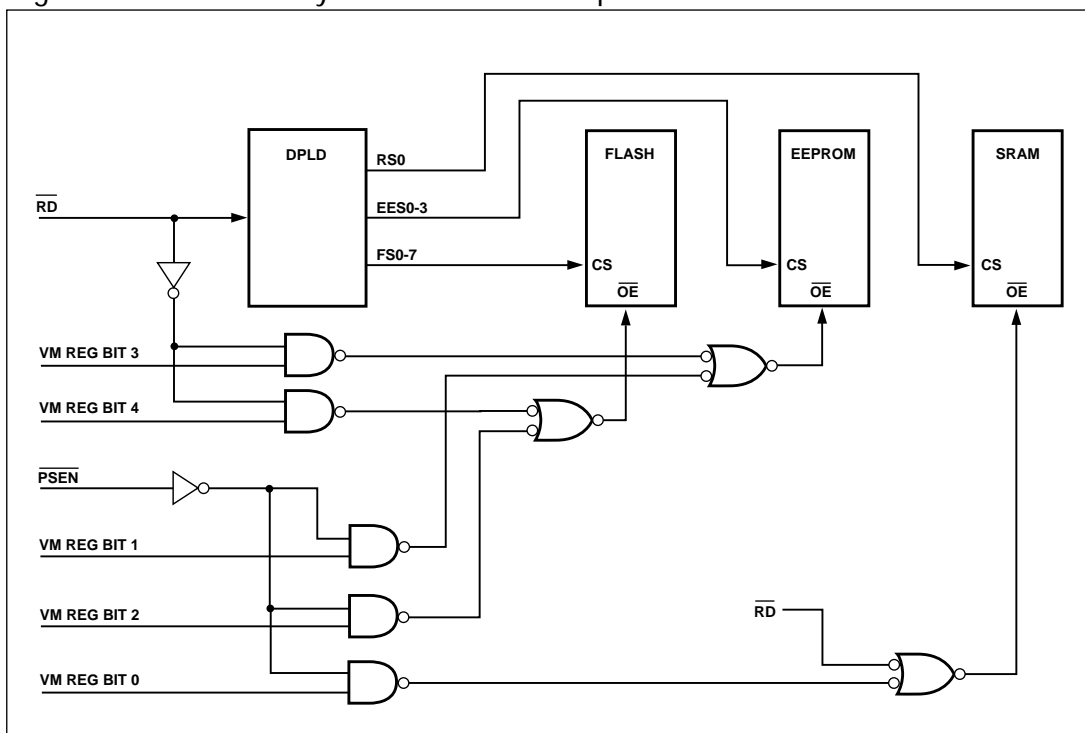 DPLD
RS0
EES0-3
FS0-7
FLASH
CS
OE
EEPROM
CS
OE
SRAM
CS
OE
RD
VM REG BIT 3
VM REG BIT 4
PSEN
VM REG BIT 1
VM REG BIT 2
RD
VM REG BIT 0